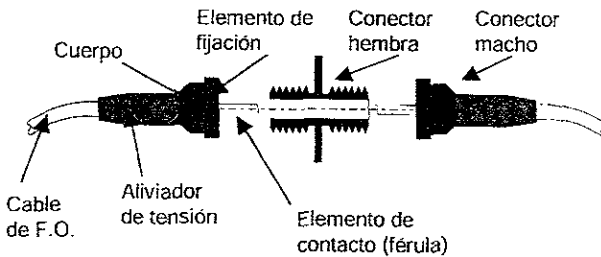 Elemento de
fijación
Conector
hembra
Conector
macho
Cuerpo
Cable
de F.O.
Aliviador
de tensión
Elemento de
contacto (férula)